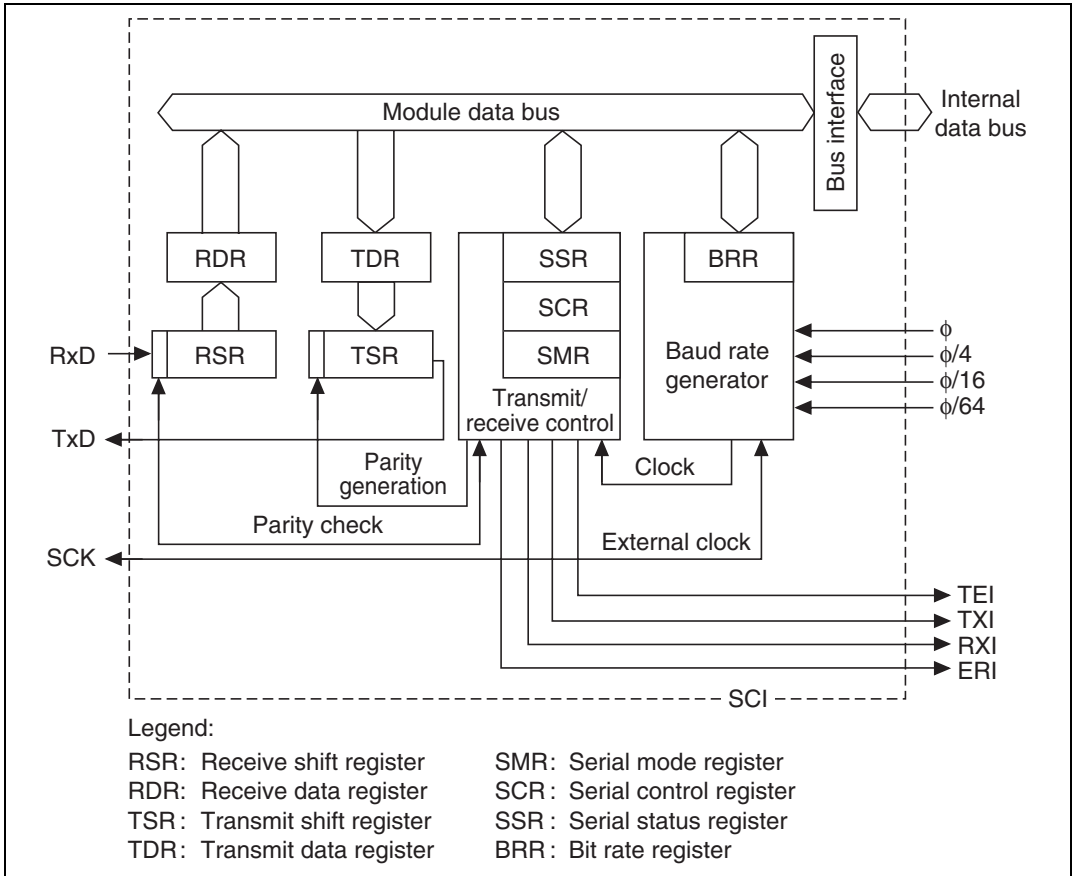 Module data bus
Bus interface
Internal
data bus
RDR
TDR
SSR
BRR
SCR
RxD
RSR
TSR
SMR
Baud rate
generator
ϕ
ϕ/4
ϕ/16
ϕ/64
Transmit/
receive control
TxD
Parity
generation
Clock
Parity check
SCK
External clock
TEI
TXI
RXI
ERI
SCI
Legend:
RSR: Receive shift register
RDR: Receive data register
TSR: Transmit shift register
TDR: Transmit data register
SMR: Serial mode register
SCR: Serial control register
SSR: Serial status register
BRR: Bit rate register